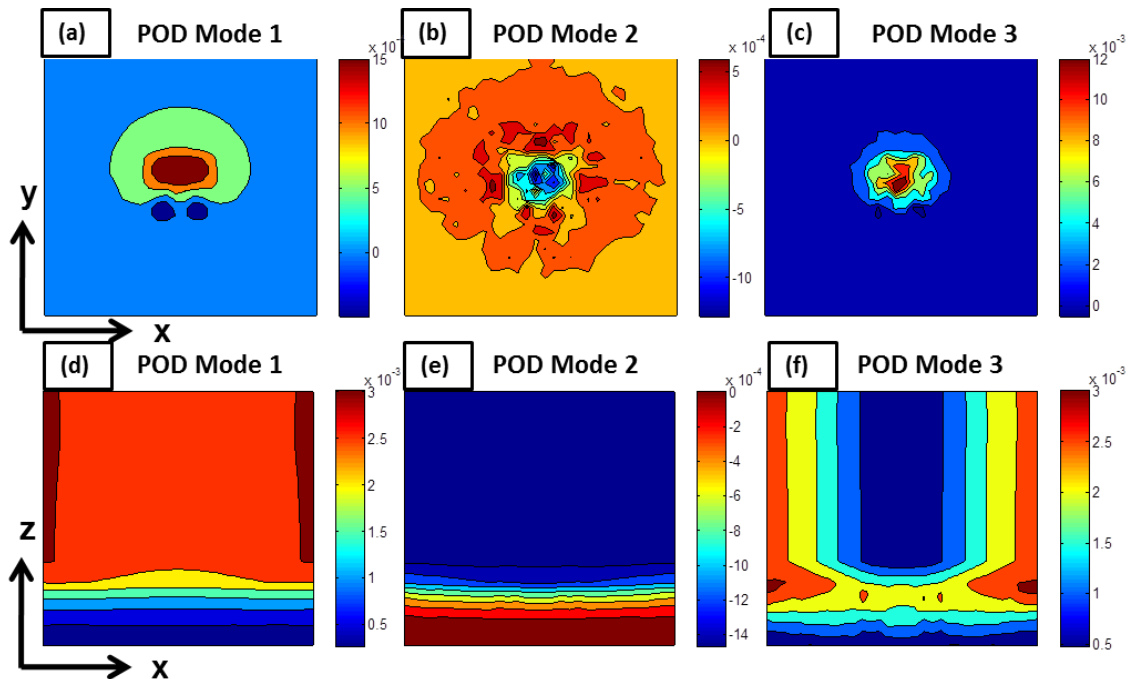 (a) POD Mode 1
x 10⁻
15
10
5
0
(b) POD Mode 2
x 10⁻⁴
5
0
-5
-10
(c) POD Mode 3
x 10⁻³
12
10
8
6
4
2
0
y
x
(d) POD Mode 1
x 10⁻³
3
2.5
2
1.5
1
0.5
(e) POD Mode 2
x 10⁻⁴
0
-2
-4
-6
-8
-10
-12
-14
(f) POD Mode 3
x 10⁻³
3
2.5
2
1.5
1
0.5
z
x